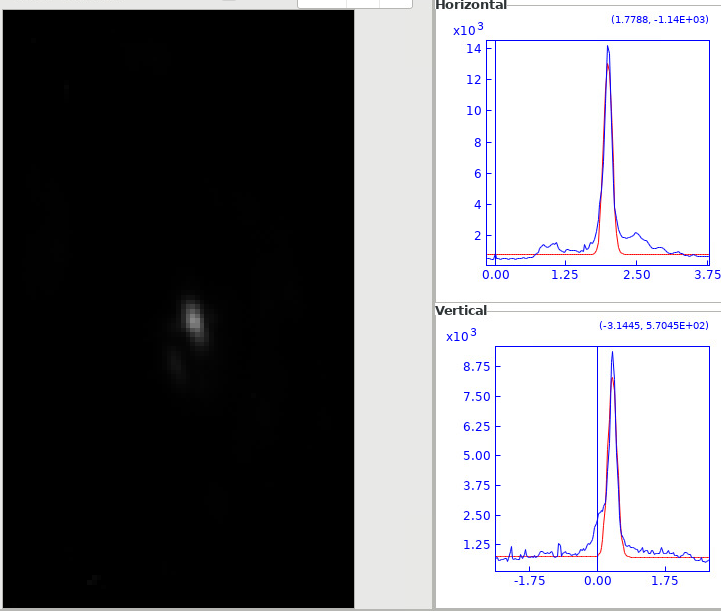 Horizontal
(1.7788, -1.14E+03)
x10³
14
12
10
8
6
4
2
0.00 1.25 2.50 3.75
Vertical
(-3.1445, 5.7045E+02)
x10³
8.75
7.50
6.25
5.00
3.75
2.50
1.25
-1.75 0.00 1.75